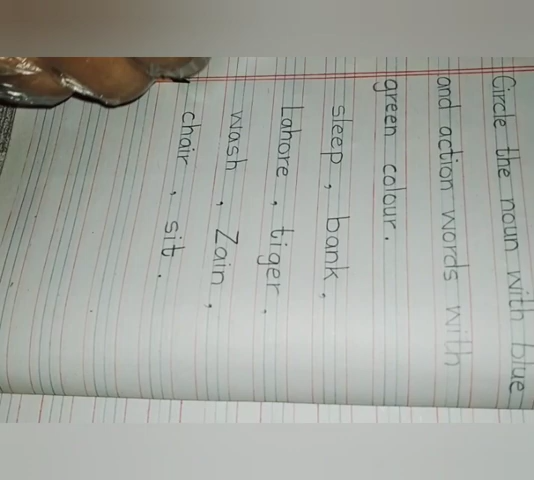 Circle the noun with blue
and action words with
green colour.
sleep, bank,
Lahore, tiger,
wash, Zain,
chair, sit.